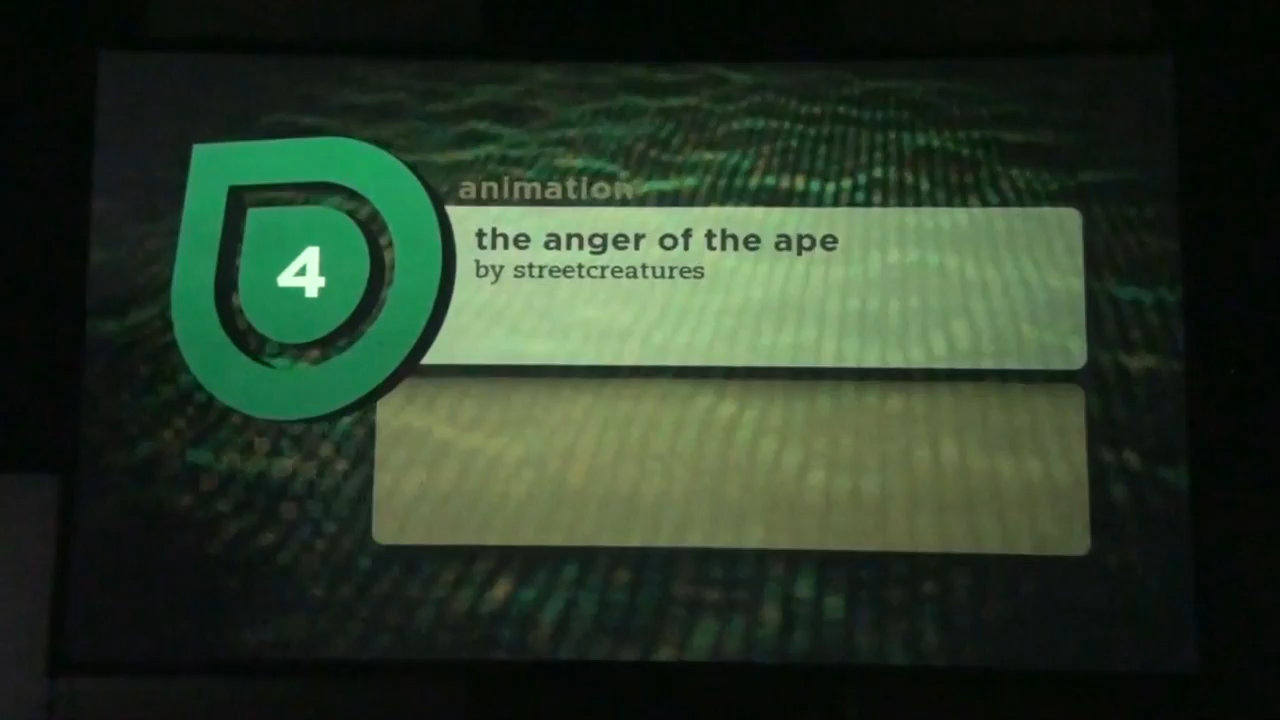 animation
4
the anger of the ape
by streetcreatures